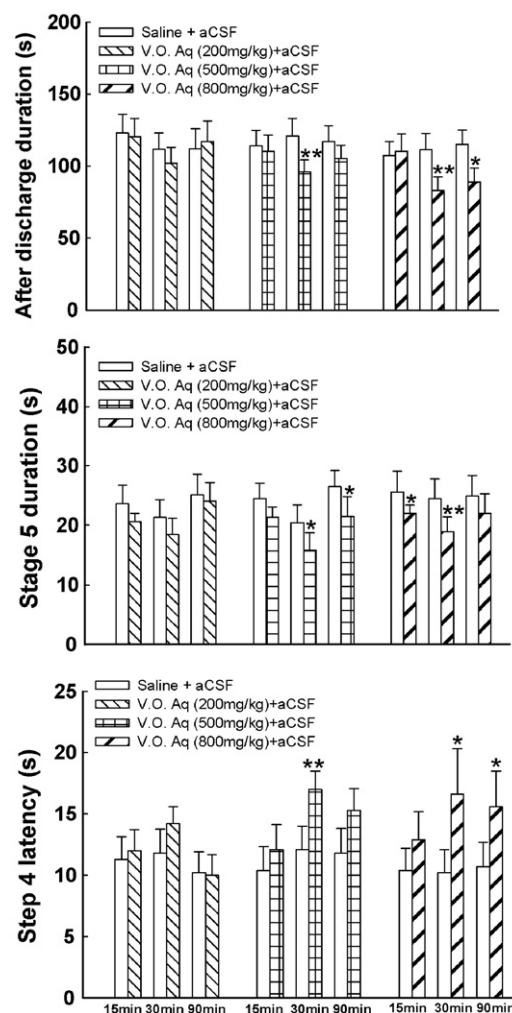 After discharge duration (s)
200
150
100
50
0
Saline + aCSF
V.O. Aq (200mg/kg)+aCSF
V.O. Aq (500mg/kg)+aCSF
V.O. Aq (800mg/kg)+aCSF
**
**
*
Stage 5 duration (s)
50
40
30
20
10
0
Saline + aCSF
V.O. Aq (200mg/kg)+aCSF
V.O. Aq (500mg/kg)+aCSF
V.O. Aq (800mg/kg)+aCSF
*
*
*
**
Step 4 latency (s)
25
20
15
10
5
0
Saline + aCSF
V.O. Aq (200mg/kg)+aCSF
V.O. Aq (500mg/kg)+aCSF
V.O. Aq (800mg/kg)+aCSF
**
*
*
15min 30min 90min 15min 30min 90min 15min 30min 90min